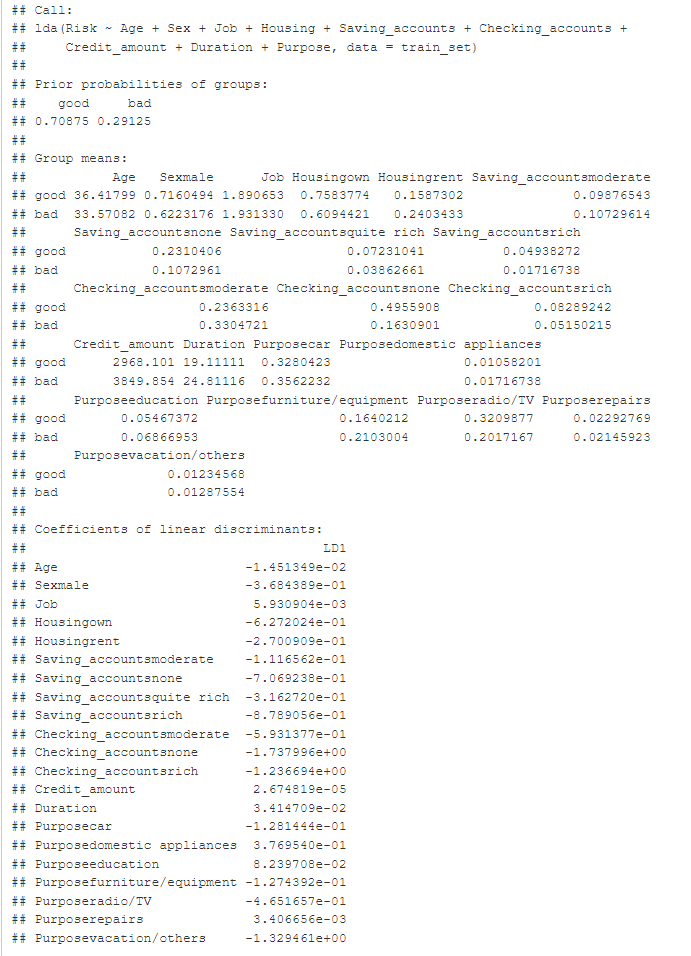 ## Call:
## lda(Risk ~ Age + Sex + Job + Housing + Saving_accounts + Checking_accounts +
##     Credit_amount + Duration + Purpose, data = train_set)
##
## Prior probabilities of groups:
##    good     bad
## 0.70875 0.29125
##
## Group means:
##           Age   Sexmale      Job Housingown Housingrent Saving_accountsmoderate
## good 36.41799 0.7160494 1.890653  0.7583774   0.1587302              0.09876543
## bad  33.57082 0.6223176 1.931330  0.6094421   0.2403433              0.10729614
##      Saving_accountsnone Saving_accountsquite rich Saving_accountsrich
## good           0.2310406                0.07231041          0.04938272
## bad            0.1072961                0.03862661          0.01716738
##      Checking_accountsmoderate Checking_accountsnone Checking_accountsrich
## good                 0.2363316             0.4955908            0.08289242
## bad                  0.3304721             0.1630901            0.05150215
##      Credit_amount Duration Purposecar Purposedomestic appliances
## good      2968.101 19.11111  0.3280423                 0.01058201
## bad       3849.854 24.81116  0.3562232                 0.01716738
##      Purposeeducation Purposefurniture/equipment Purposeradio/TV Purposerepairs
## good       0.05467372                  0.1640212       0.3209877     0.02292769
## bad        0.06866953                  0.2103004       0.2017167     0.02145923
##      Purposevacation/others
## good             0.01234568
## bad              0.01287554
##
## Coefficients of linear discriminants:
##                                      LD1
## Age                        -1.451349e-02
## Sexmale                    -3.684389e-01
## Job                         5.930904e-03
## Housingown                 -6.272024e-01
## Housingrent                -2.700909e-01
## Saving_accountsmoderate    -1.116562e-01
## Saving_accountsnone        -7.069238e-01
## Saving_accountsquite rich  -3.162720e-01
## Saving_accountsrich        -8.789056e-01
## Checking_accountsmoderate  -5.931377e-01
## Checking_accountsnone      -1.737996e+00
## Checking_accountsrich      -1.236694e+00
## Credit_amount               2.674819e-05
## Duration                    3.414709e-02
## Purposecar                 -1.281444e-01
## Purposedomestic appliances  3.769540e-01
## Purposeeducation            8.239708e-02
## Purposefurniture/equipment -1.274392e-01
## Purposeradio/TV            -4.651657e-01
## Purposerepairs              3.406656e-03
## Purposevacation/others     -1.329461e+00